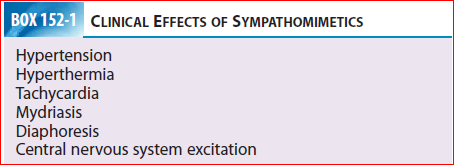 BOX 152-1 CLINICAL EFFECTS OF SYMPATHOMIMETICS
Hypertension
Hyperthermia
Tachycardia
Mydriasis
Diaphoresis
Central nervous system excitation